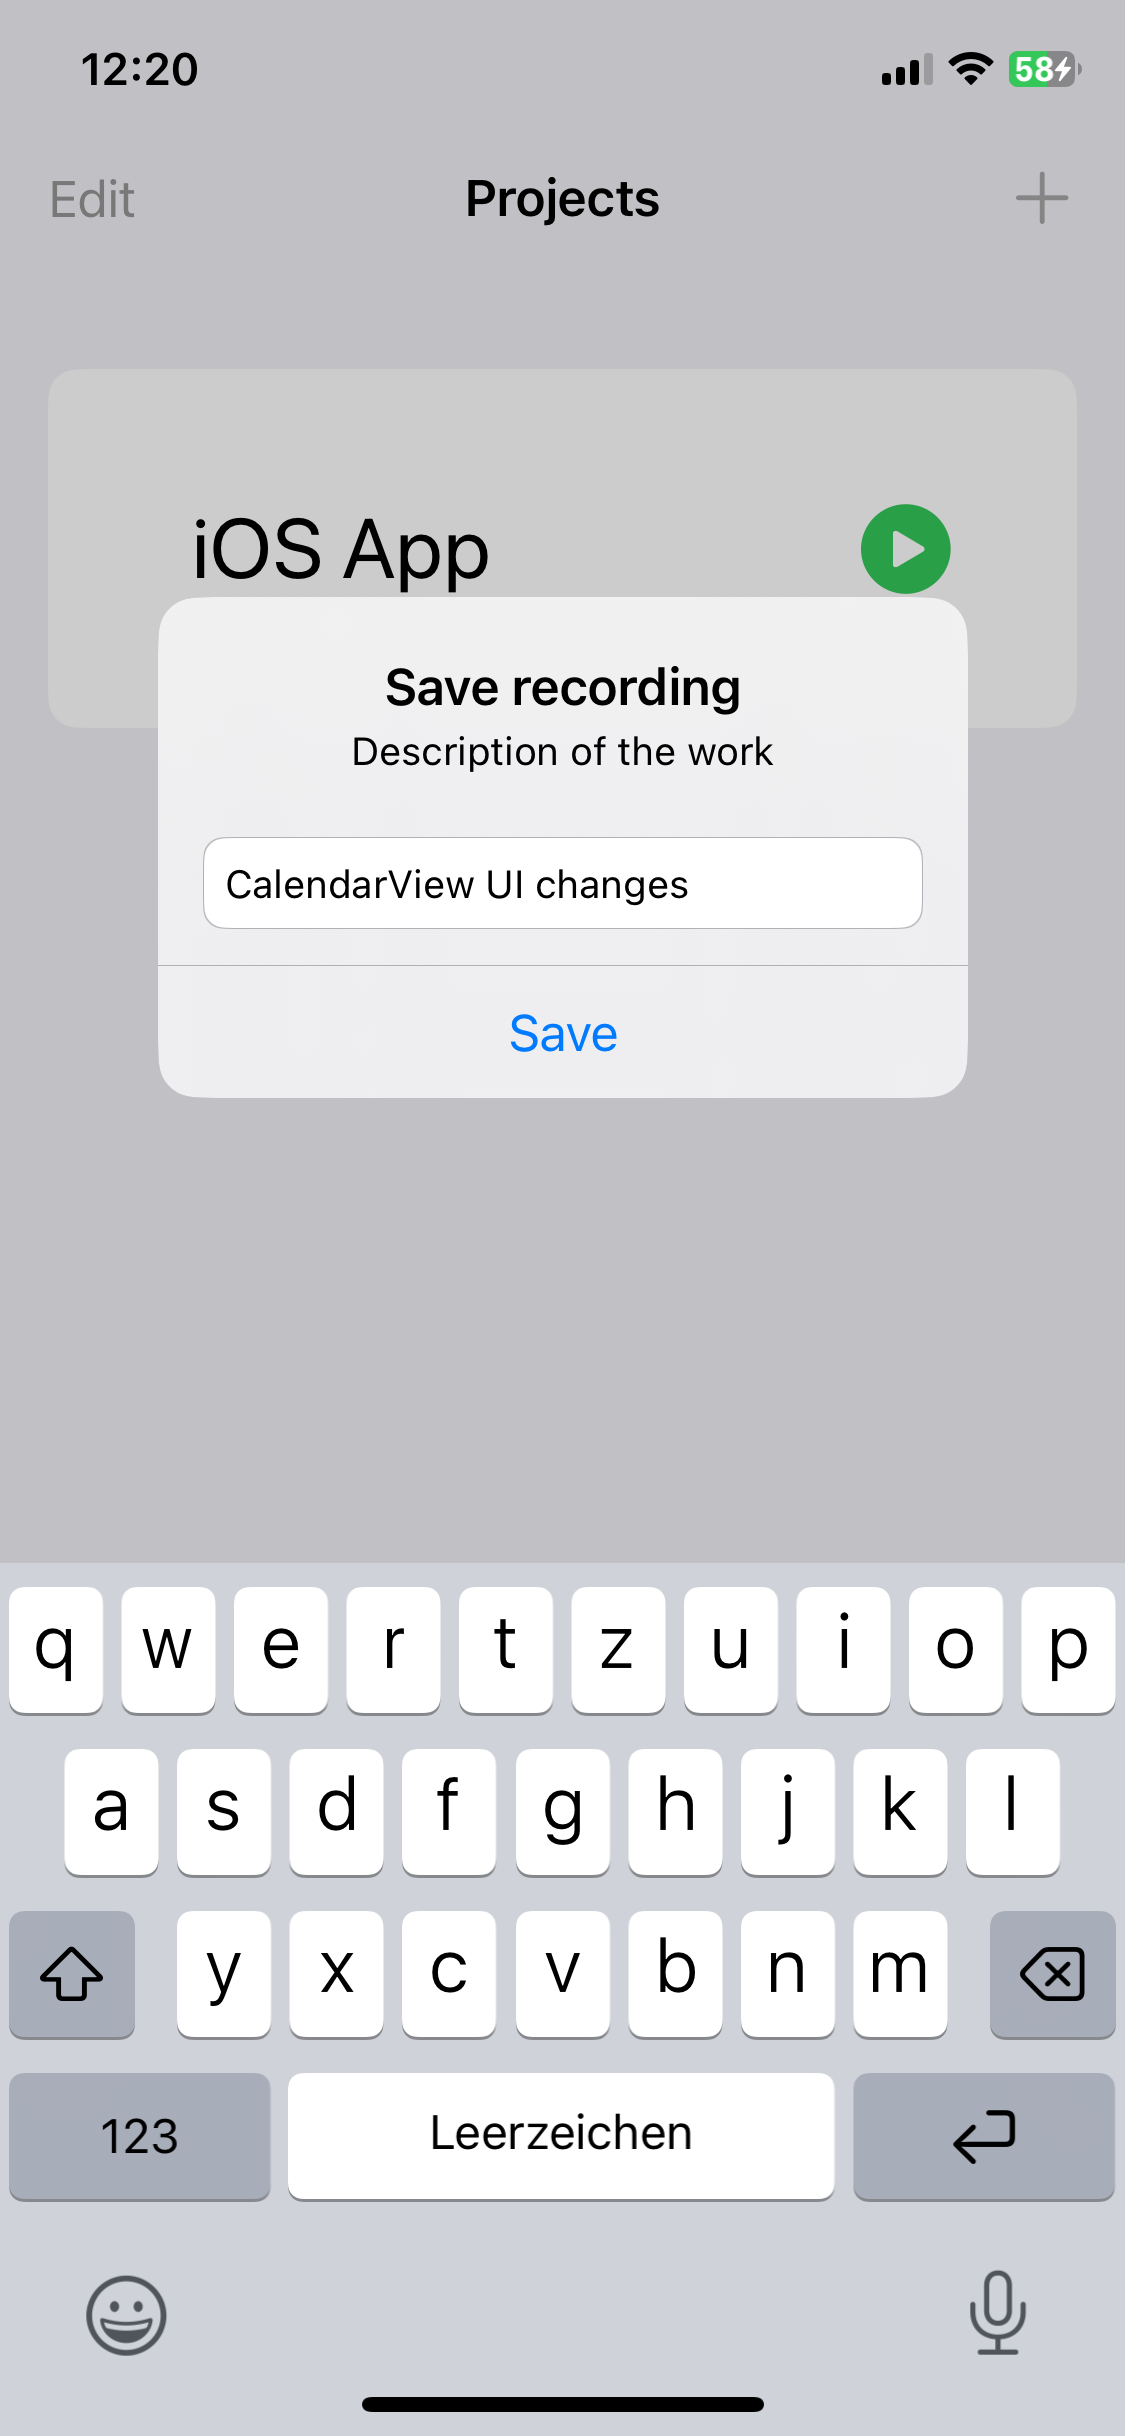 12:20
58
Edit
Projects
iOS App
Save recording
Description of the work
CalendarView UI changes
Save
q w e r t z u i o p
a s d f g h j k l
y x c v b n m
123
Leerzeichen